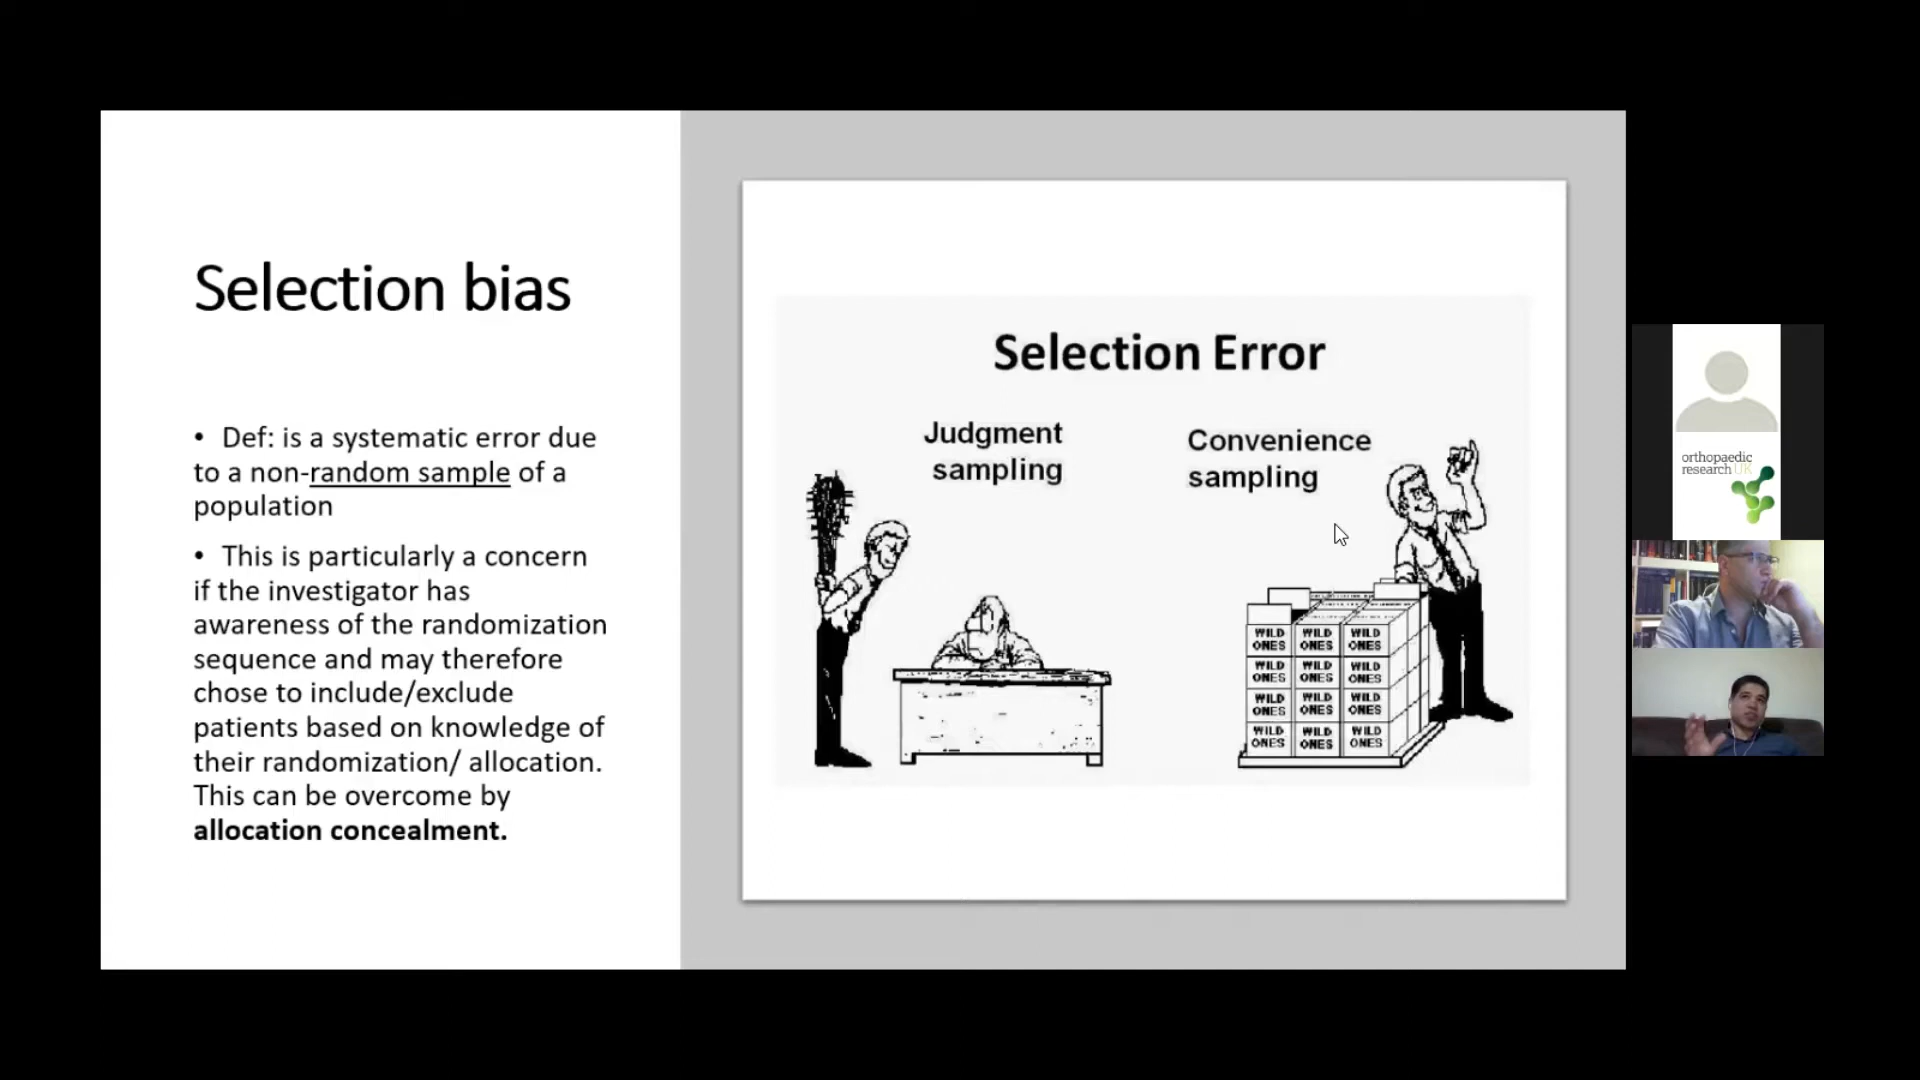 Selection bias
• Def: is a systematic error due
to a non-random sample of a
population
• This is particularly a concern
if the investigator has
awareness of the randomization
sequence and may therefore
chose to include/exclude
patients based on knowledge of
their randomization/ allocation.
This can be overcome by
allocation concealment.
Selection Error
Judgment
sampling
Convenience
sampling
WILD WILD WILD
ONES ONES ONES
WILD WILD WILD
ONES ONES ONES
WILD WILD WILD
ONES ONES ONES
WILD WILD WILD
ONES ONES ONES
orthopaedic
research UK